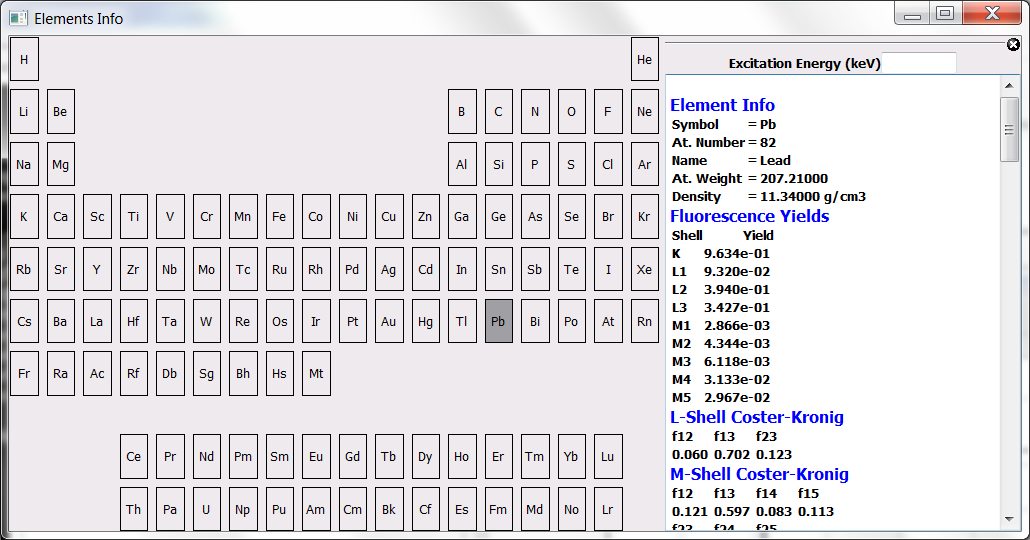 Elements Info
H He
Li Be B C N O F Ne
Na Mg Al Si P S Cl Ar
K Ca Sc Ti V Cr Mn Fe Co Ni Cu Zn Ga Ge As Se Br Kr
Rb Sr Y Zr Nb Mo Tc Ru Rh Pd Ag Cd In Sn Sb Te I Xe
Cs Ba La Hf Ta W Re Os Ir Pt Au Hg Tl Pb Bi Po At Rn
Fr Ra Ac Rf Db Sg Bh Hs Mt
Ce Pr Nd Pm Sm Eu Gd Tb Dy Ho Er Tm Yb Lu
Th Pa U Np Pu Am Cm Bk Cf Es Fm Md No Lr
Excitation Energy (keV)
Element Info
Symbol = Pb
At. Number = 82
Name = Lead
At. Weight = 207.21000
Density = 11.34000 g/cm3
Fluorescence Yields
Shell Yield
K 9.634e-01
L1 9.320e-02
L2 3.940e-01
L3 3.427e-01
M1 2.866e-03
M2 4.344e-03
M3 6.118e-03
M4 3.133e-02
M5 2.967e-02
L-Shell Coster-Kronig
f12 f13 f23
0.060 0.702 0.123
M-Shell Coster-Kronig
f12 f13 f14 f15
0.121 0.597 0.083 0.113
f23 f24 f25